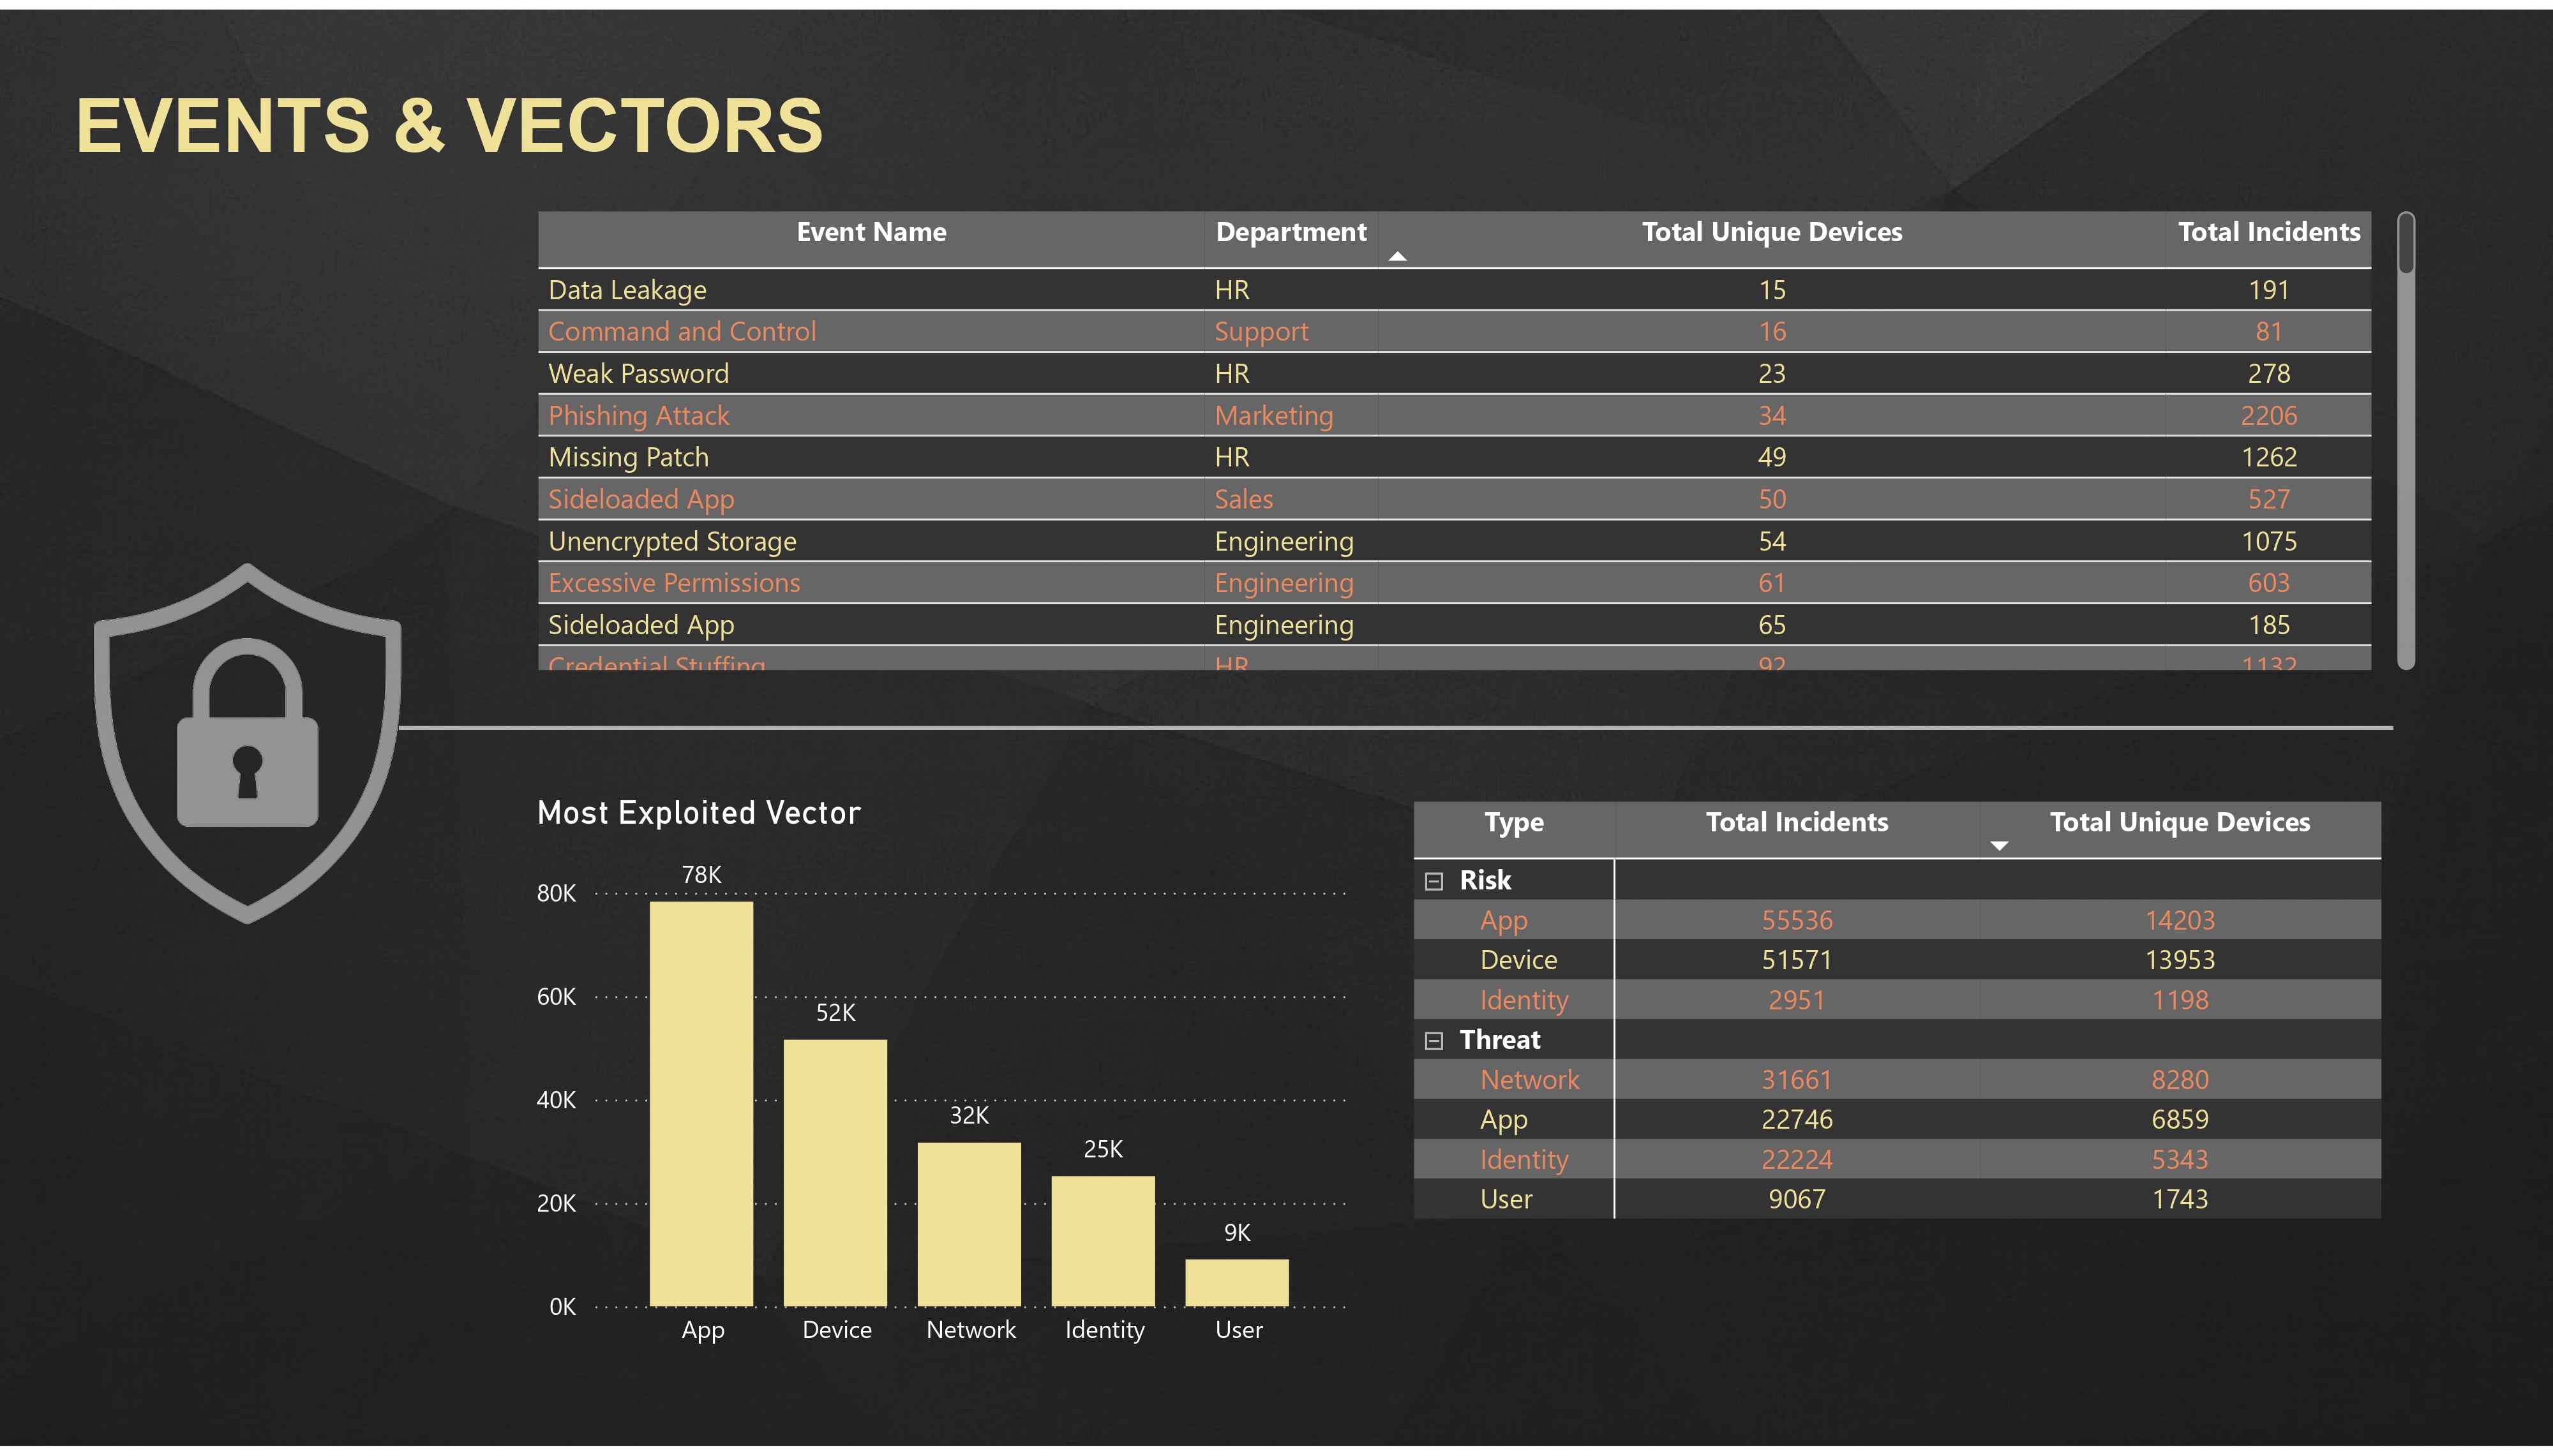 EVENTS & VECTORS
Event Name Department Total Unique Devices Total Incidents
Data Leakage HR 15 191
Command and Control Support 16 81
Weak Password HR 23 278
Phishing Attack Marketing 34 2206
Missing Patch HR 49 1262
Sideloaded App Sales 50 527
Unencrypted Storage Engineering 54 1075
Excessive Permissions Engineering 61 603
Sideloaded App Engineering 65 185
Credential Stuffing HR 92 1132
Most Exploited Vector
80K
60K
40K
20K
0K
78K
52K
32K
25K
9K
App Device Network Identity User
Type Total Incidents Total Unique Devices
Risk
App 55536 14203
Device 51571 13953
Identity 2951 1198
Threat
Network 31661 8280
App 22746 6859
Identity 22224 5343
User 9067 1743